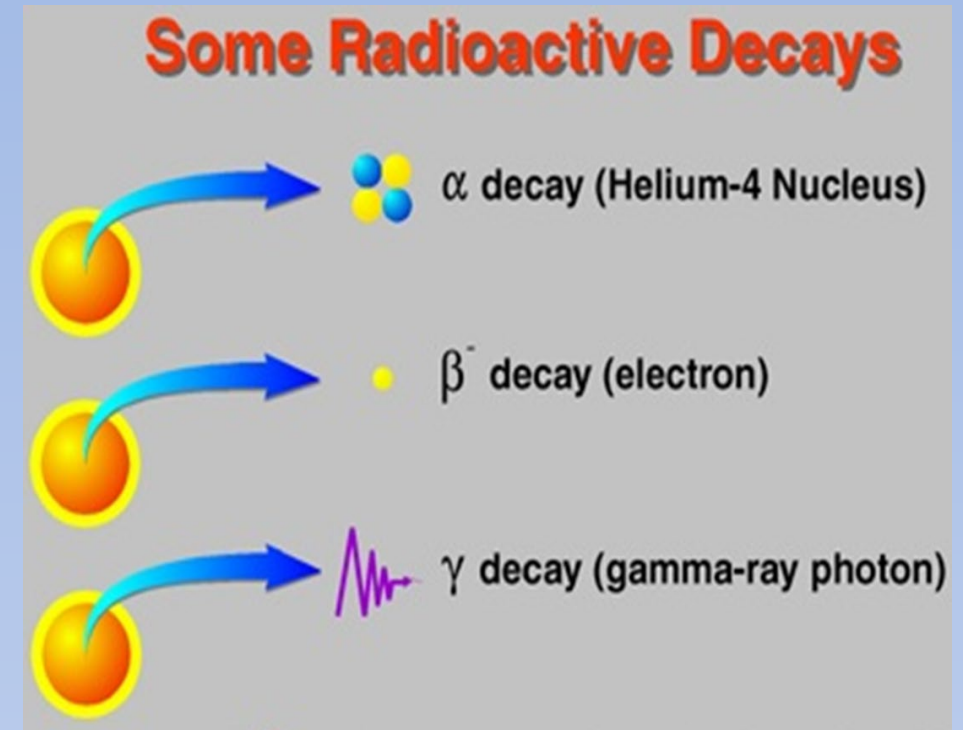 Some Radioactive Decays
α decay (Helium-4 Nucleus)
β⁻ decay (electron)
γ decay (gamma-ray photon)